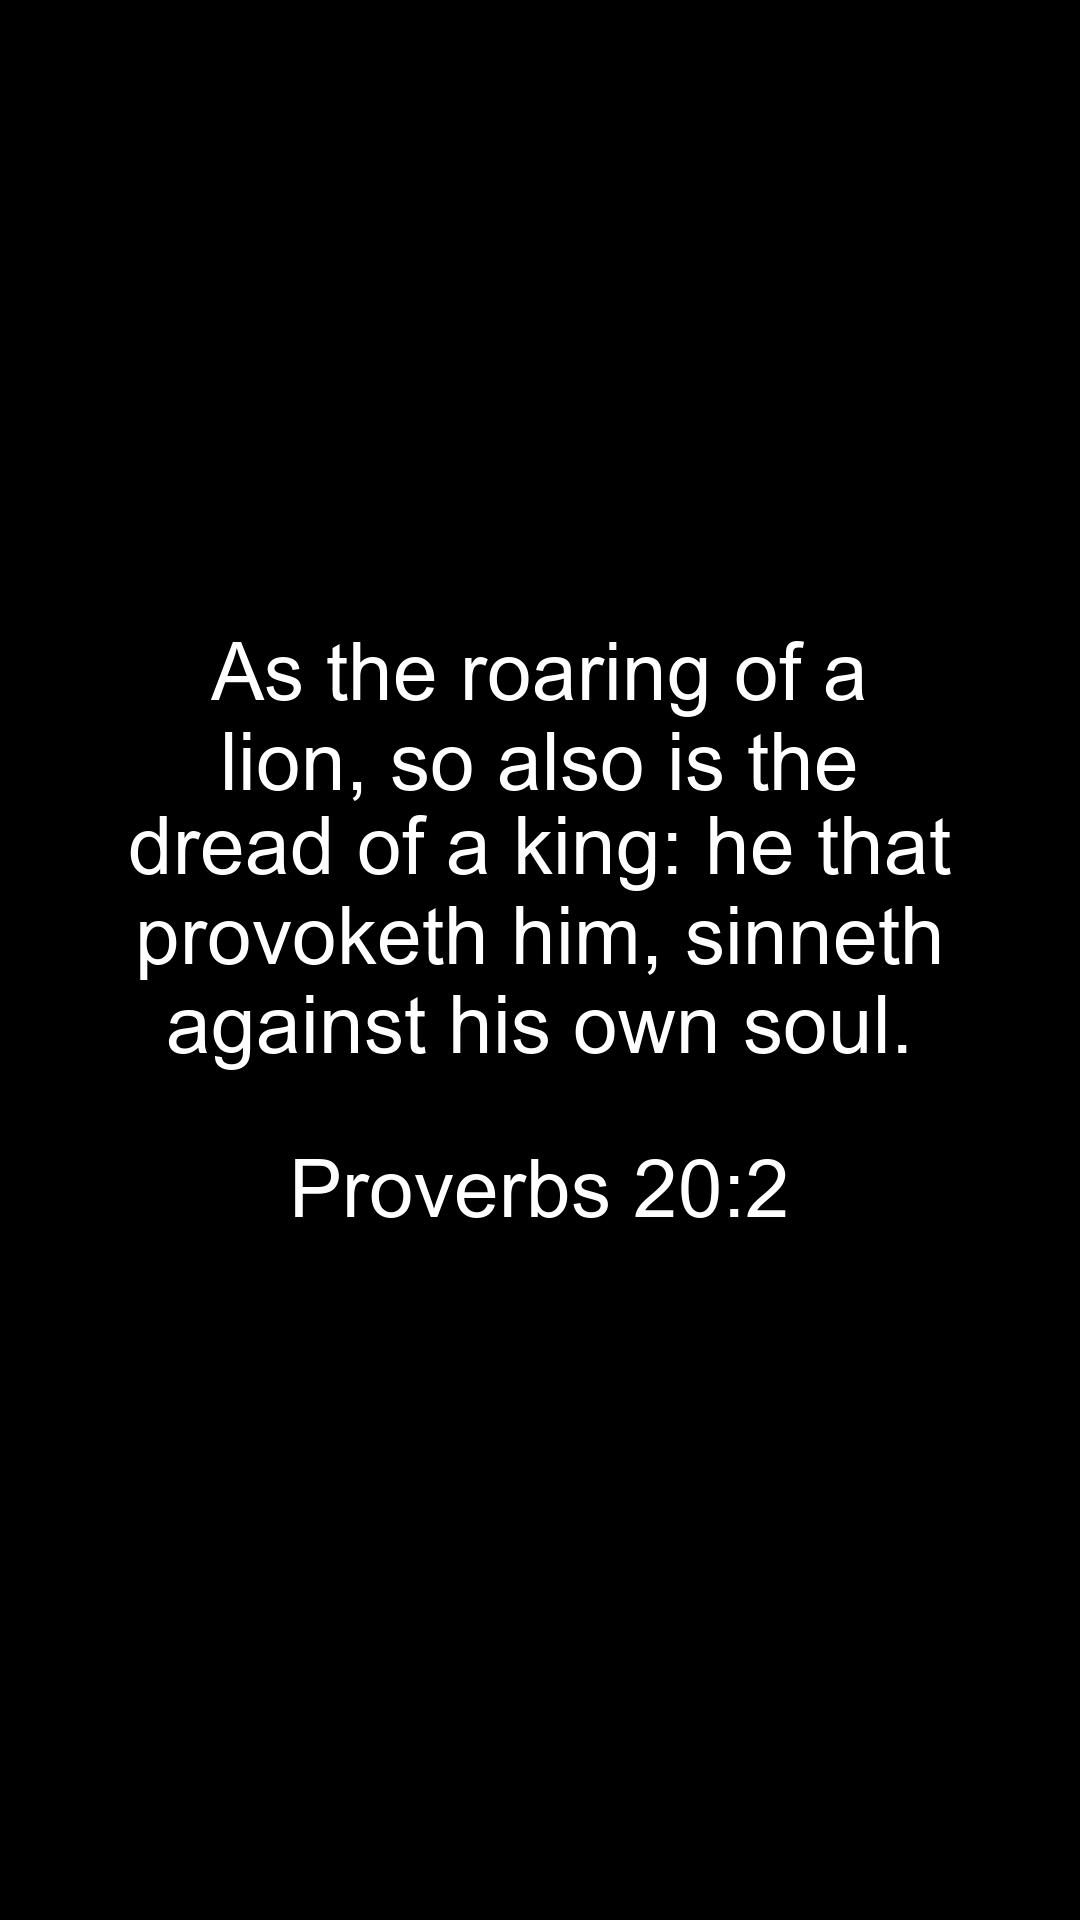 As the roaring of a
lion, so also is the
dread of a king: he that
provoketh him, sinneth
against his own soul.
Proverbs 20:2